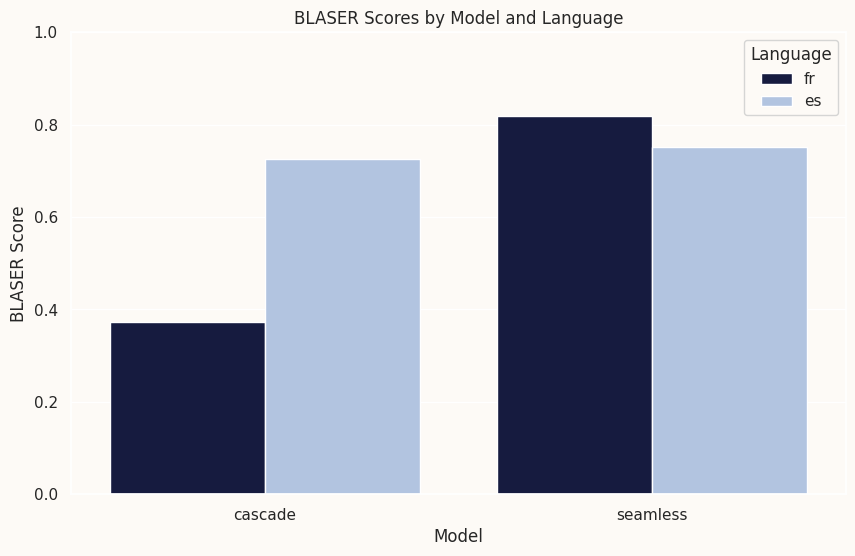 BLASER Scores by Model and Language
1.0
0.8
0.6
0.4
0.2
0.0
BLASER Score
Language
fr
es
cascade
seamless
Model